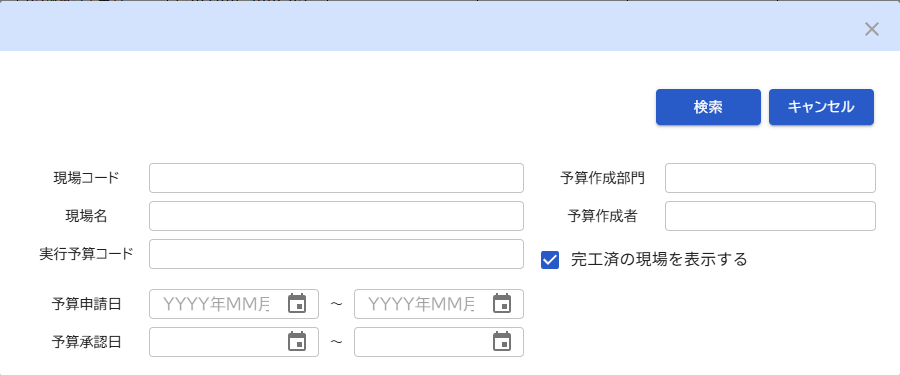 検索 キャンセル
現場コード 予算作成部門
現場名 予算作成者
実行予算コード 完工済の現場を表示する
予算申請日 YYYY年MM月 ～ YYYY年MM月
予算承認日 ～